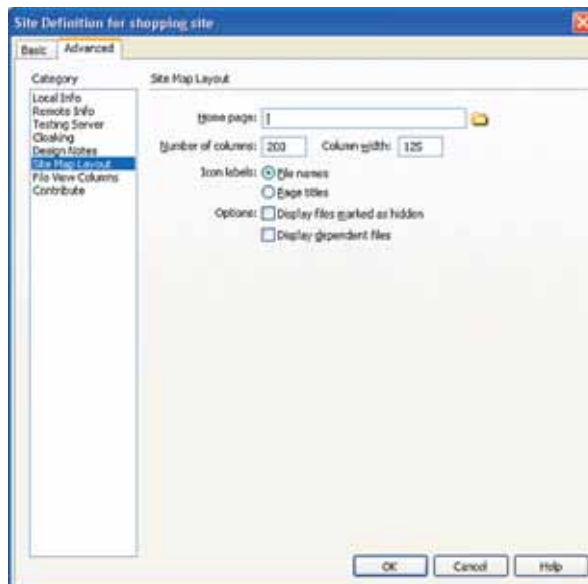 Site Definition for shopping site
Basic Advanced
Category
Local Info
Remote Info
Testing Server
Cloaking
Design Notes
Site Map Layout
File View Columns
Contribute
Site Map Layout
Home page:
Number of columns: 200 Column width: 125
Icon labels: File names
Page titles
Options: Display files marked as hidden
Display dependent files
OK Cancel Help